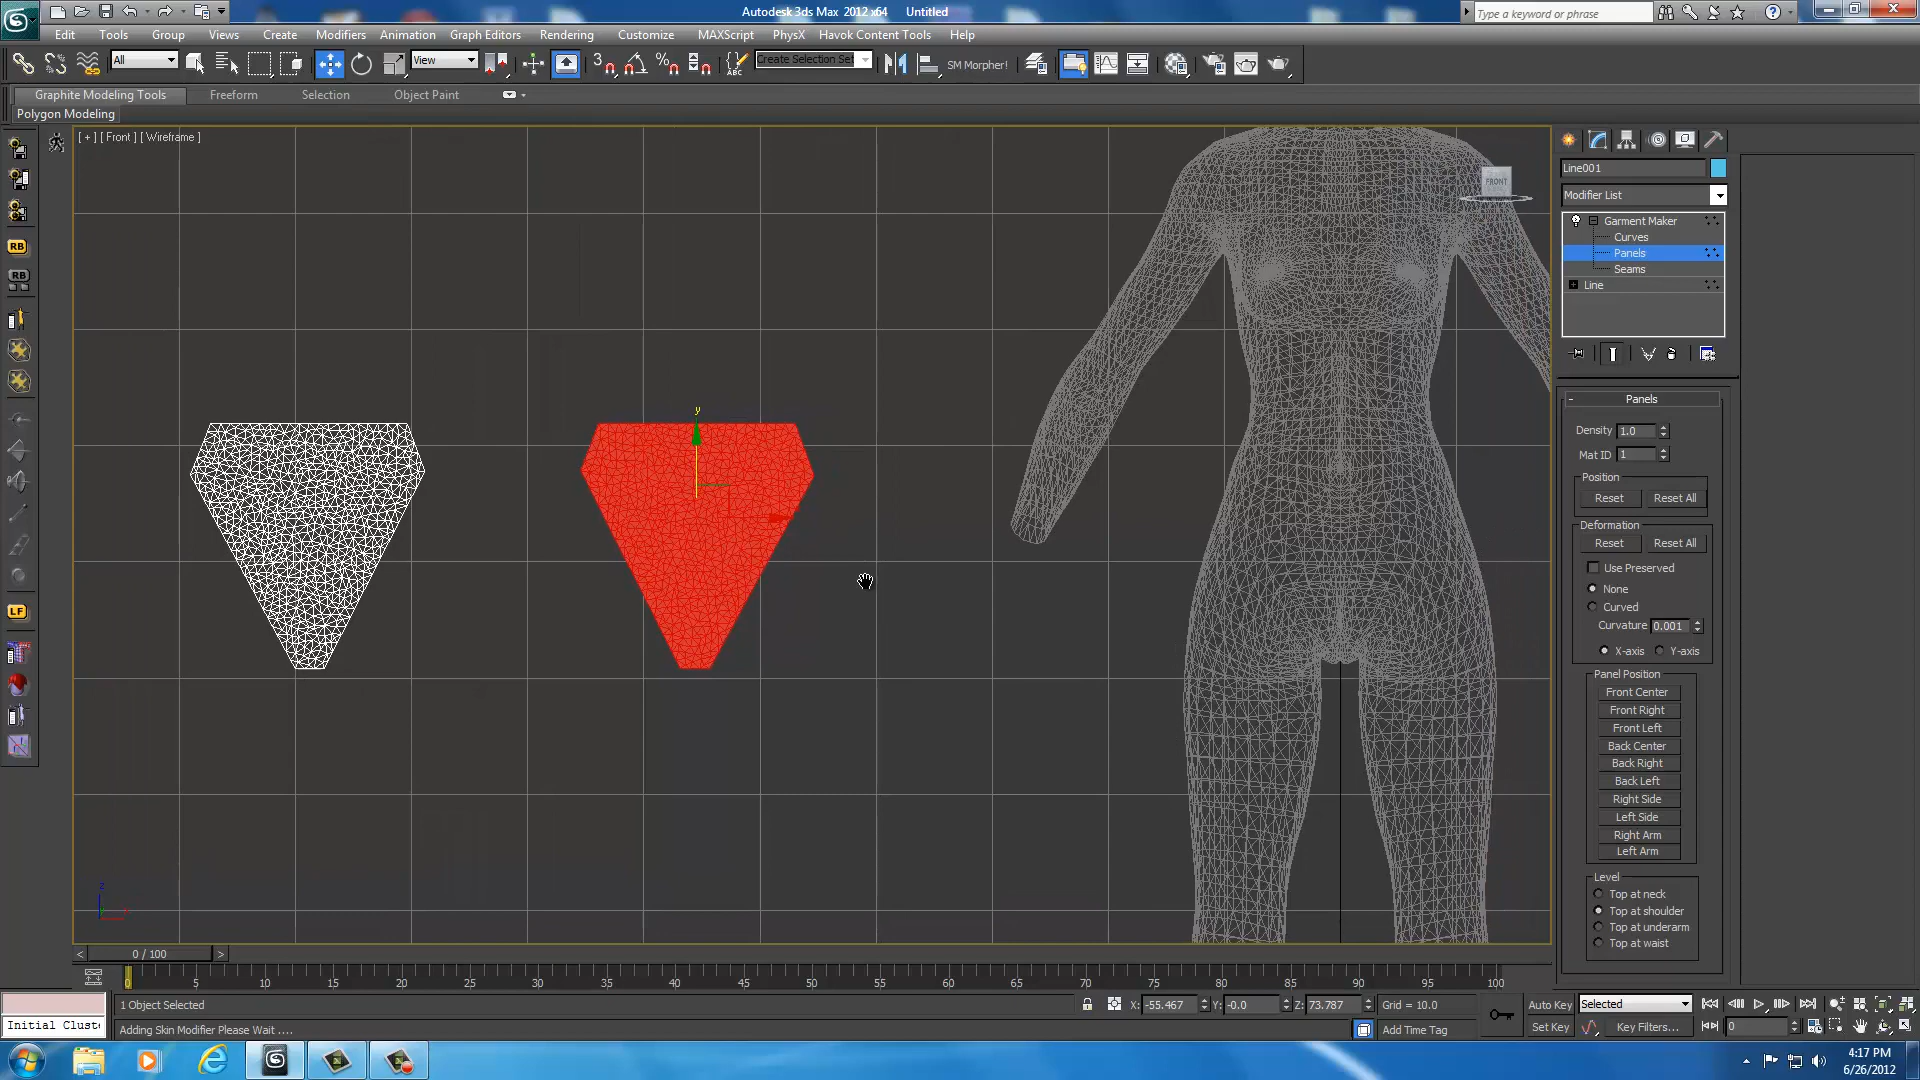 Autodesk 3ds Max 2012 x64 Untitled
Type a keyword or phrase
Edit Tools Group Views Create Modifiers Animation Graph Editors Rendering Customize MAXScript PhysX Havok Content Tools Help
All View 3 ABC Create Selection Set SM Morpher!
Graphite Modeling Tools Freeform Selection Object Paint
Polygon Modeling
[ + ] [ Front ] [ Wireframe ]
FRONT
Line001
Modifier List
Garment Maker
Curves
Panels
Seams
Line
RB
RB
LF
y
z
Panels
Density 1.0
Mat ID 1
Position
Reset Reset All
Deformation
Reset Reset All
Use Preserved
None
Curved
Curvature 0.001
X-axis Y-axis
Panel Position
Front Center
Front Right
Front Left
Back Center
Back Right
Back Left
Right Side
Left Side
Right Arm
Left Arm
Level
Top at neck
Top at shoulder
Top at underarm
Top at waist
< 0 / 100 >
0 5 10 15 20 25 30 35 40 45 50 55 60 65 70 75 80 85 90 95 100
1 Object Selected X: -55.467 Y: -0.0 Z: 73.787 Grid = 10.0 Auto Key Selected
Initial Cluste Adding Skin Modifier Please Wait .... Add Time Tag Set Key Key Filters... 0
4:17 PM
6/26/2012